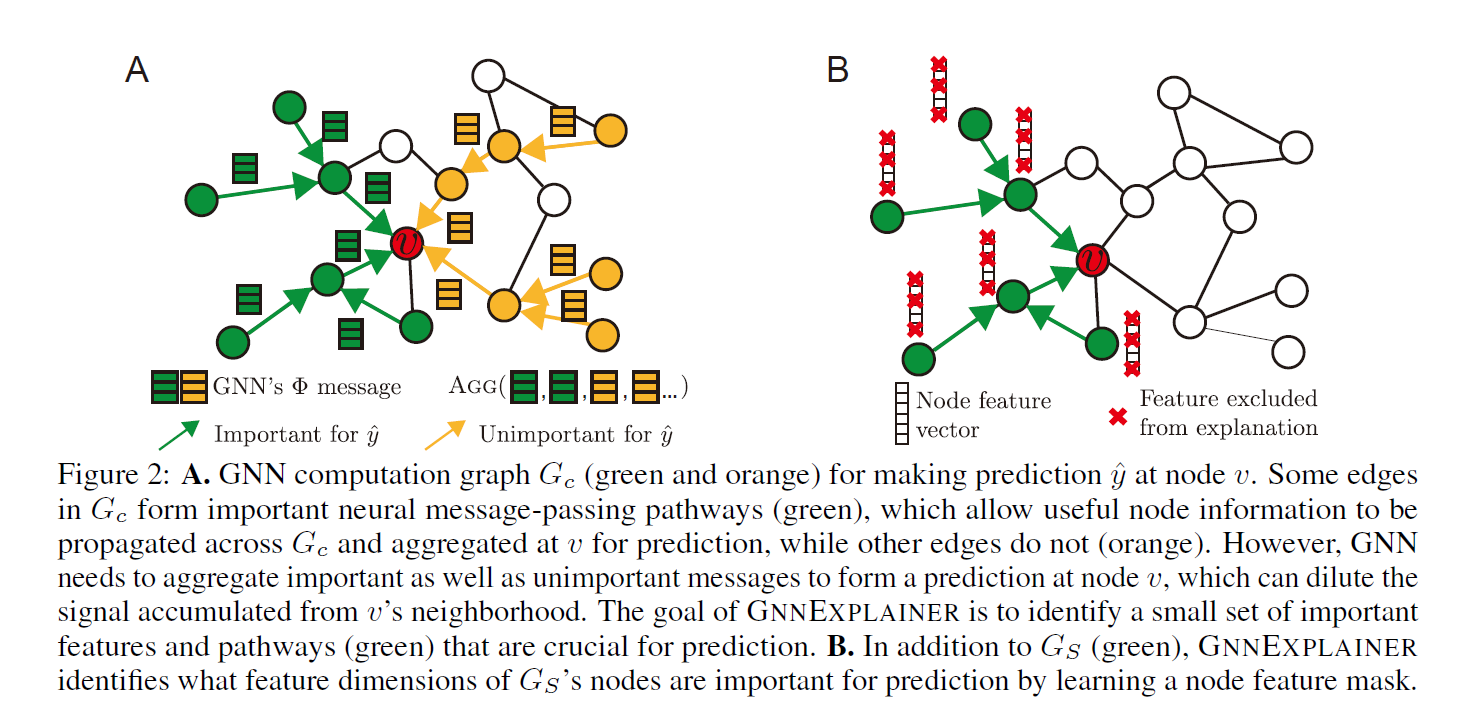 A
B
v
v
GNN's Φ message
AGG( , , , ...)
Important for ŷ
Unimportant for ŷ
Node feature
vector
Feature excluded
from explanation
Figure 2: A. GNN computation graph G_c (green and orange) for making prediction ŷ at node v. Some edges
in G_c form important neural message-passing pathways (green), which allow useful node information to be
propagated across G_c and aggregated at v for prediction, while other edges do not (orange). However, GNN
needs to aggregate important as well as unimportant messages to form a prediction at node v, which can dilute the
signal accumulated from v's neighborhood. The goal of GNNEXPLAINER is to identify a small set of important
features and pathways (green) that are crucial for prediction. B. In addition to G_S (green), GNNEXPLAINER
identifies what feature dimensions of G_S's nodes are important for prediction by learning a node feature mask.